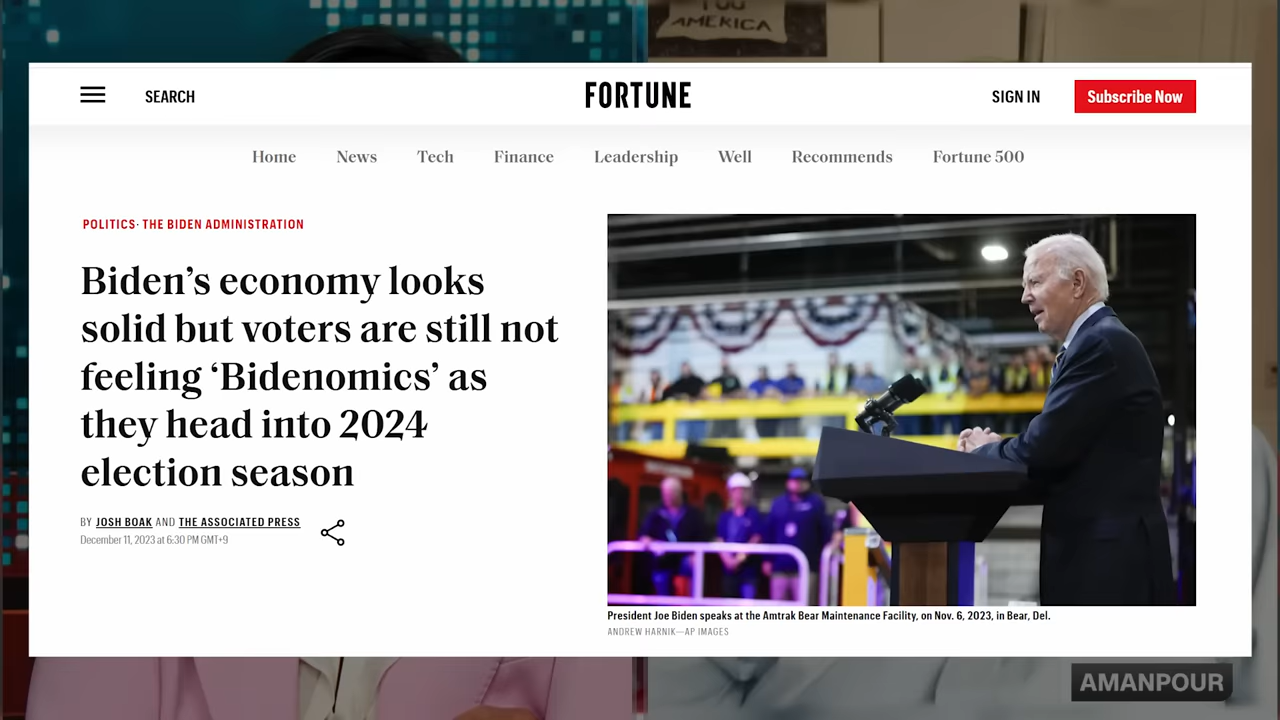 YOU
AMERICA
SEARCH
FORTUNE
SIGN IN
Subscribe Now
Home
News
Tech
Finance
Leadership
Well
Recommends
Fortune 500
POLITICS· THE BIDEN ADMINISTRATION
Biden’s economy looks
solid but voters are still not
feeling ‘Bidenomics’ as
they head into 2024
election season
BY JOSH BOAK AND THE ASSOCIATED PRESS
December 11, 2023 at 6:30 PM GMT+9
President Joe Biden speaks at the Amtrak Bear Maintenance Facility, on Nov. 6, 2023, in Bear, Del.
ANDREW HARNIK—AP IMAGES
AMANPOUR